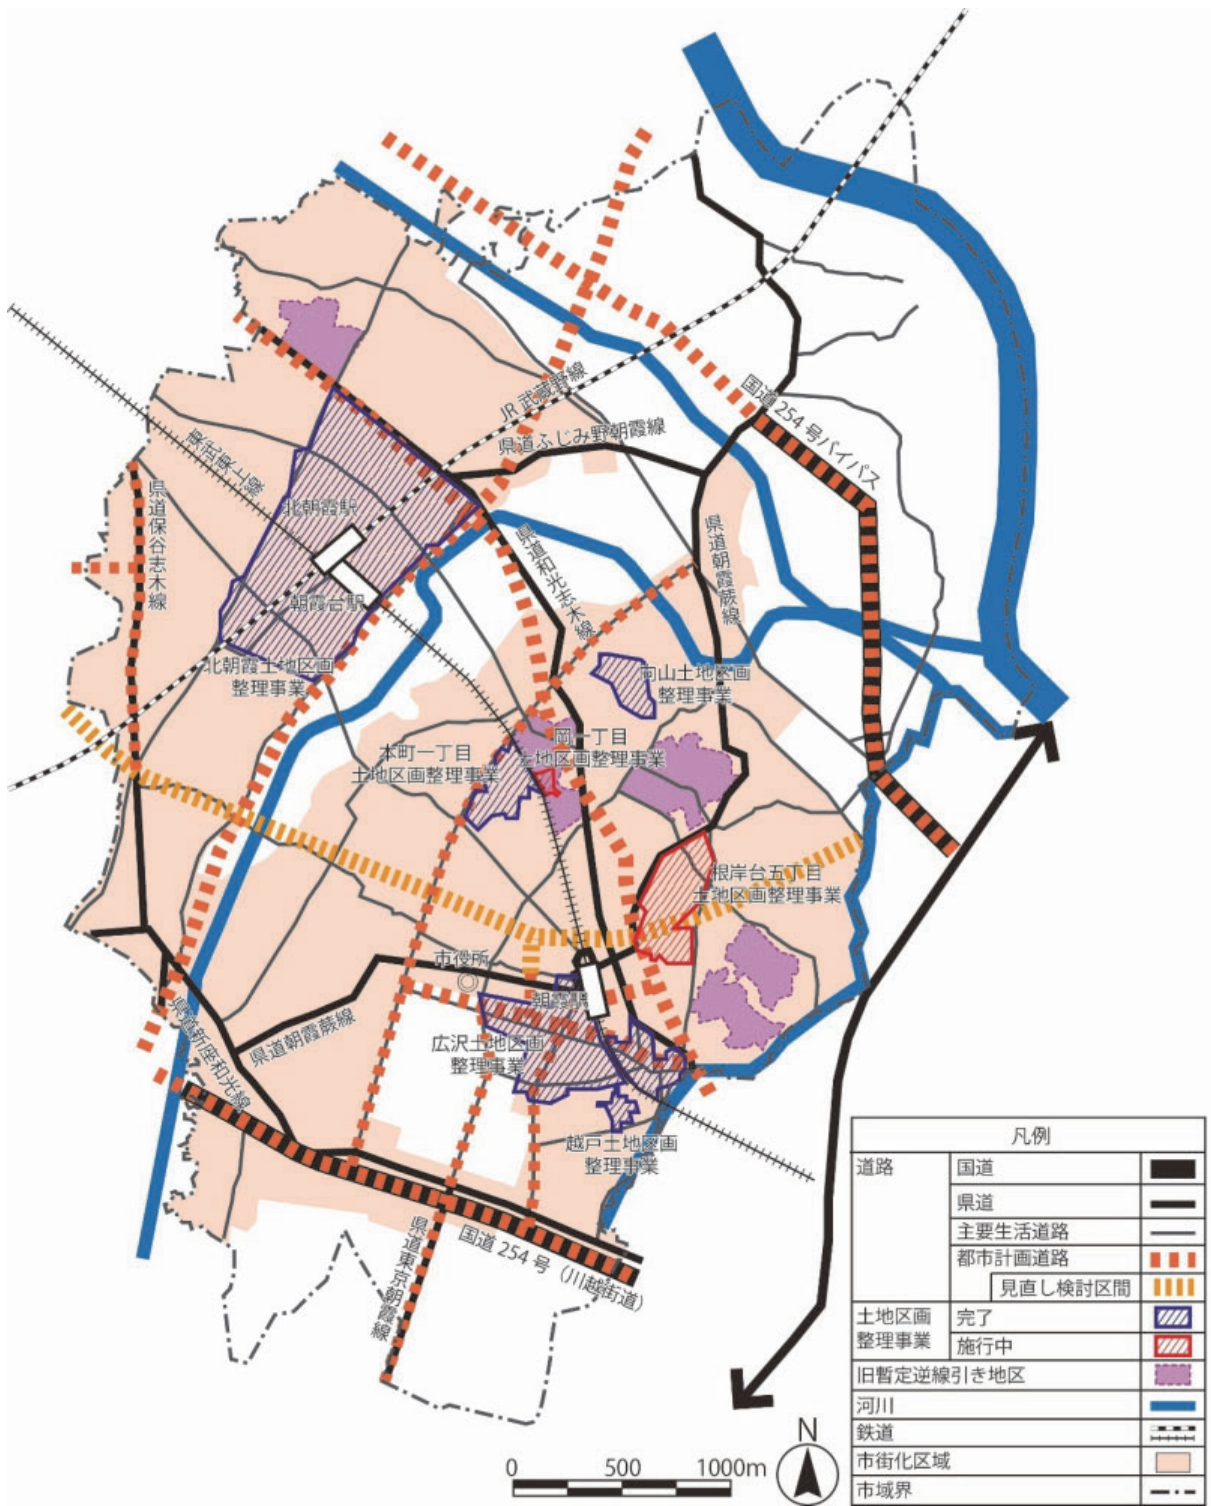 JR武蔵野線
国道254号バイパス
県道ふじみ野朝霞線
東武東上線
県道保谷志木線
北朝霞駅
県道和光志木線
県道朝霞蕨線
朝霞台駅
北朝霞土地区画
整理事業
向山土地区画
整理事業
岡一丁目
土地区画整理事業
本町一丁目
土地区画整理事業
根岸台五丁目
土地区画整理事業
市役所
朝霞駅
県道新座和光線
県道朝霞蕨線
広沢土地区画
整理事業
越戸土地区画
整理事業
国道254号(川越街道)
県道東京朝霞線
凡例
道路
国道
県道
主要生活道路
都市計画道路
見直し検討区間
土地区画
整理事業
完了
施行中
旧暫定逆線引き地区
河川
鉄道
市街化区域
市域界
N
0 500 1000m